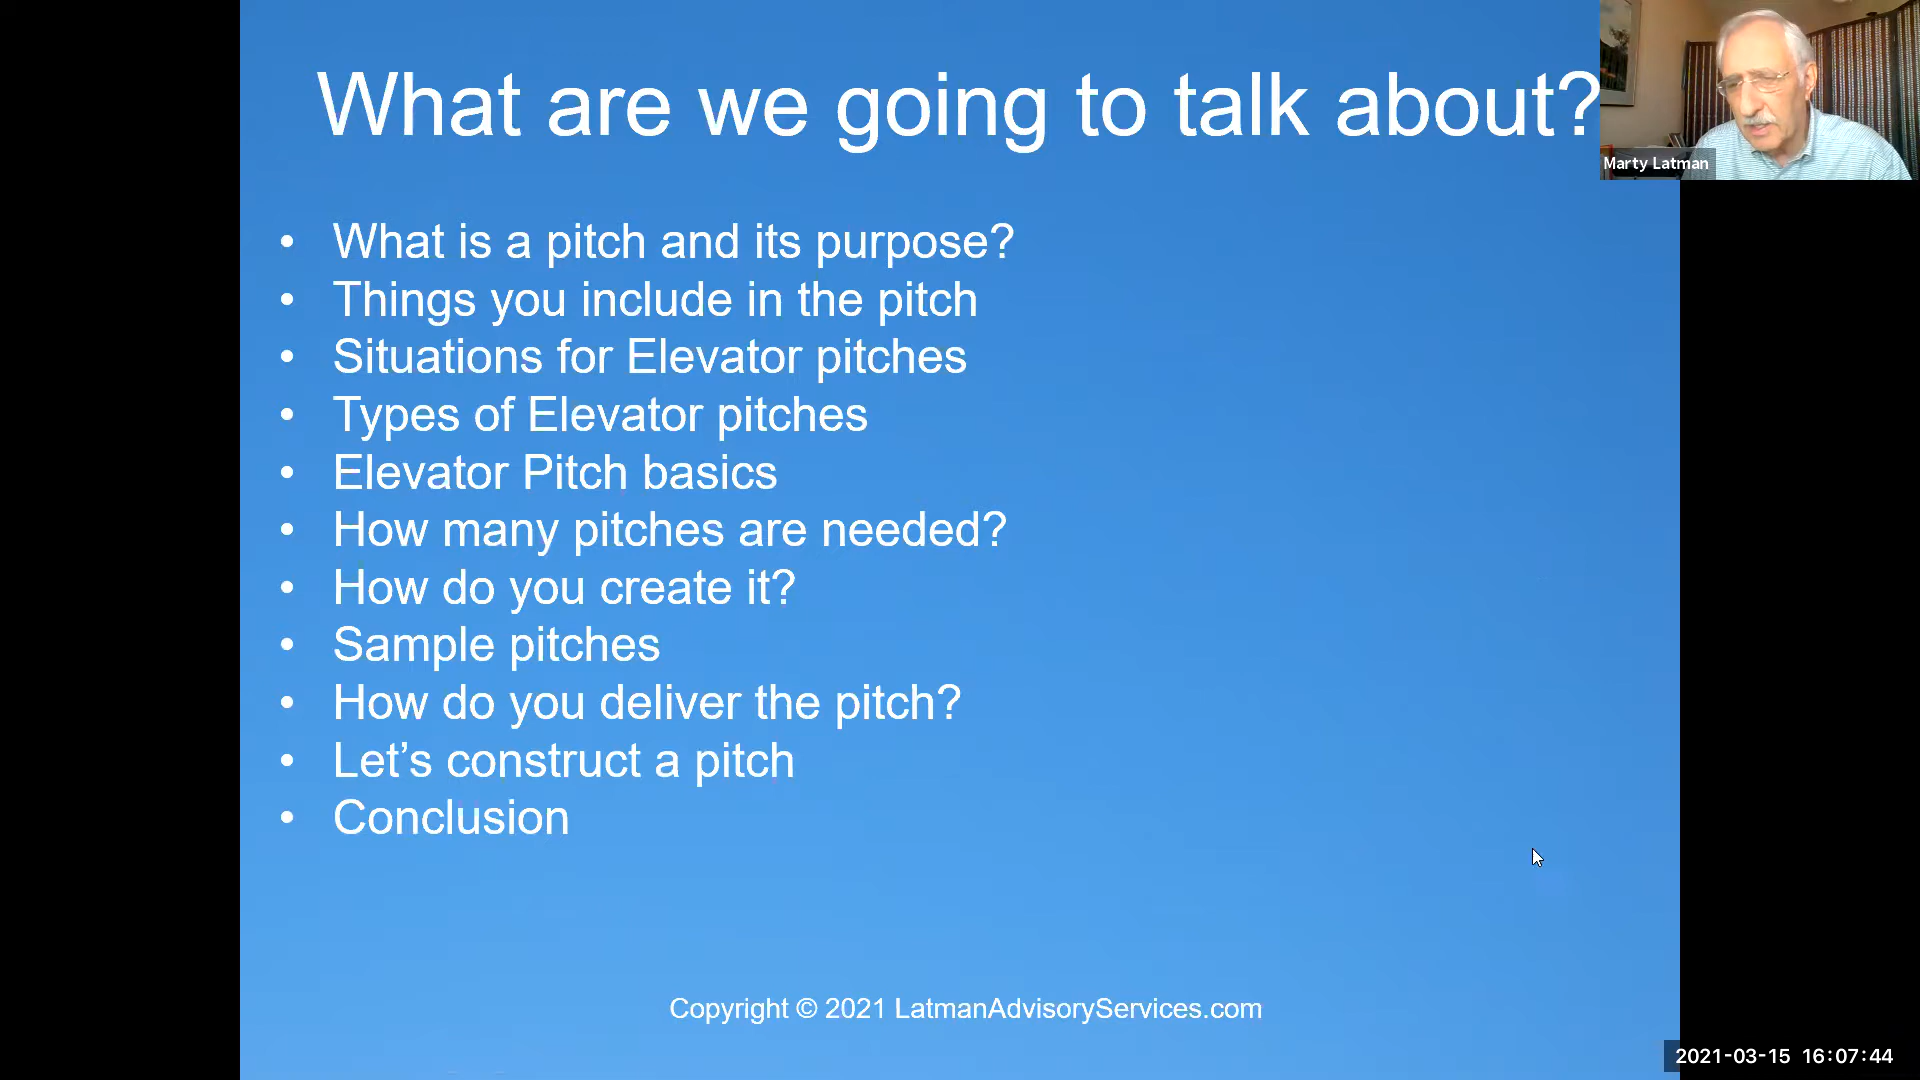 What are we going to talk about?
Marty Latman
• What is a pitch and its purpose?
• Things you include in the pitch
• Situations for Elevator pitches
• Types of Elevator pitches
• Elevator Pitch basics
• How many pitches are needed?
• How do you create it?
• Sample pitches
• How do you deliver the pitch?
• Let’s construct a pitch
• Conclusion
Copyright © 2021 LatmanAdvisoryServices.com
2021-03-15 16:07:44